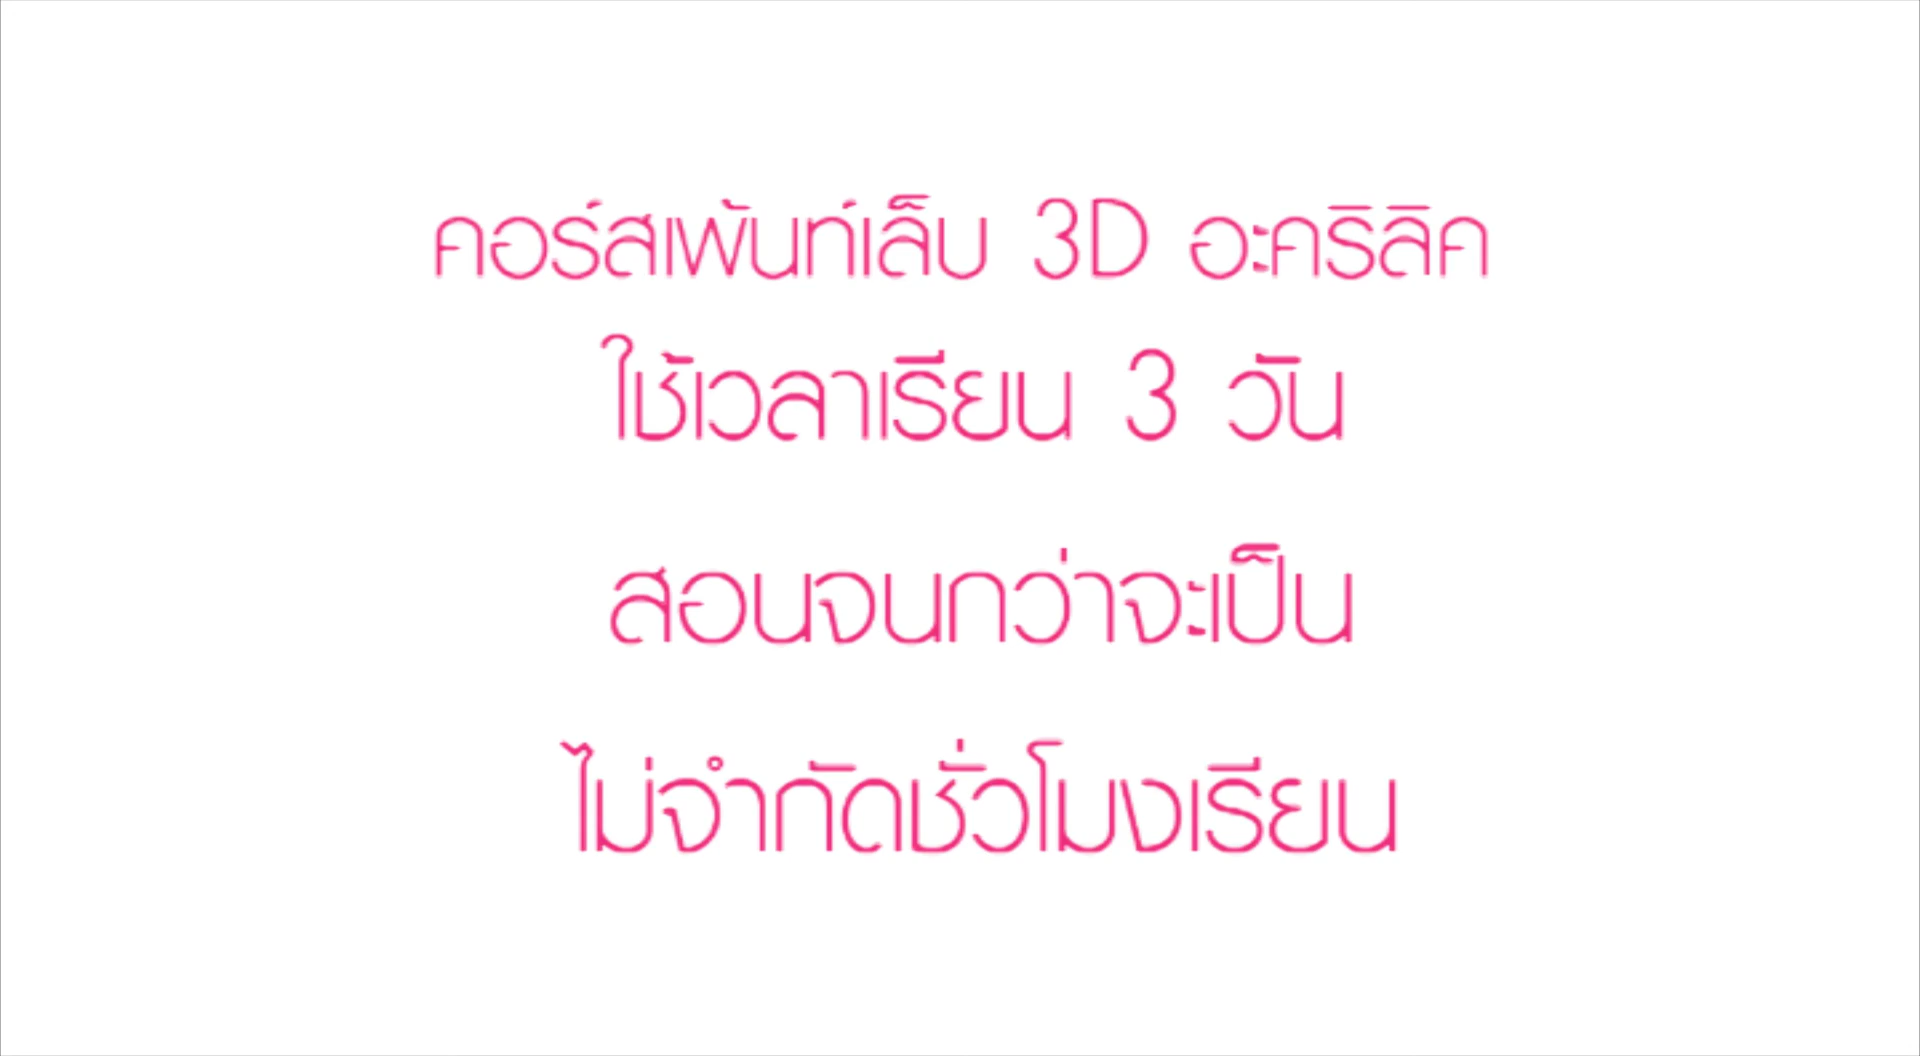 คอร์สเพ้นท์เล็บ 3D อะคริลิค
ใช้เวลาเรียน 3 วัน
สอนจนกว่าจะเป็น
ไม่จำกัดชั่วโมงเรียน